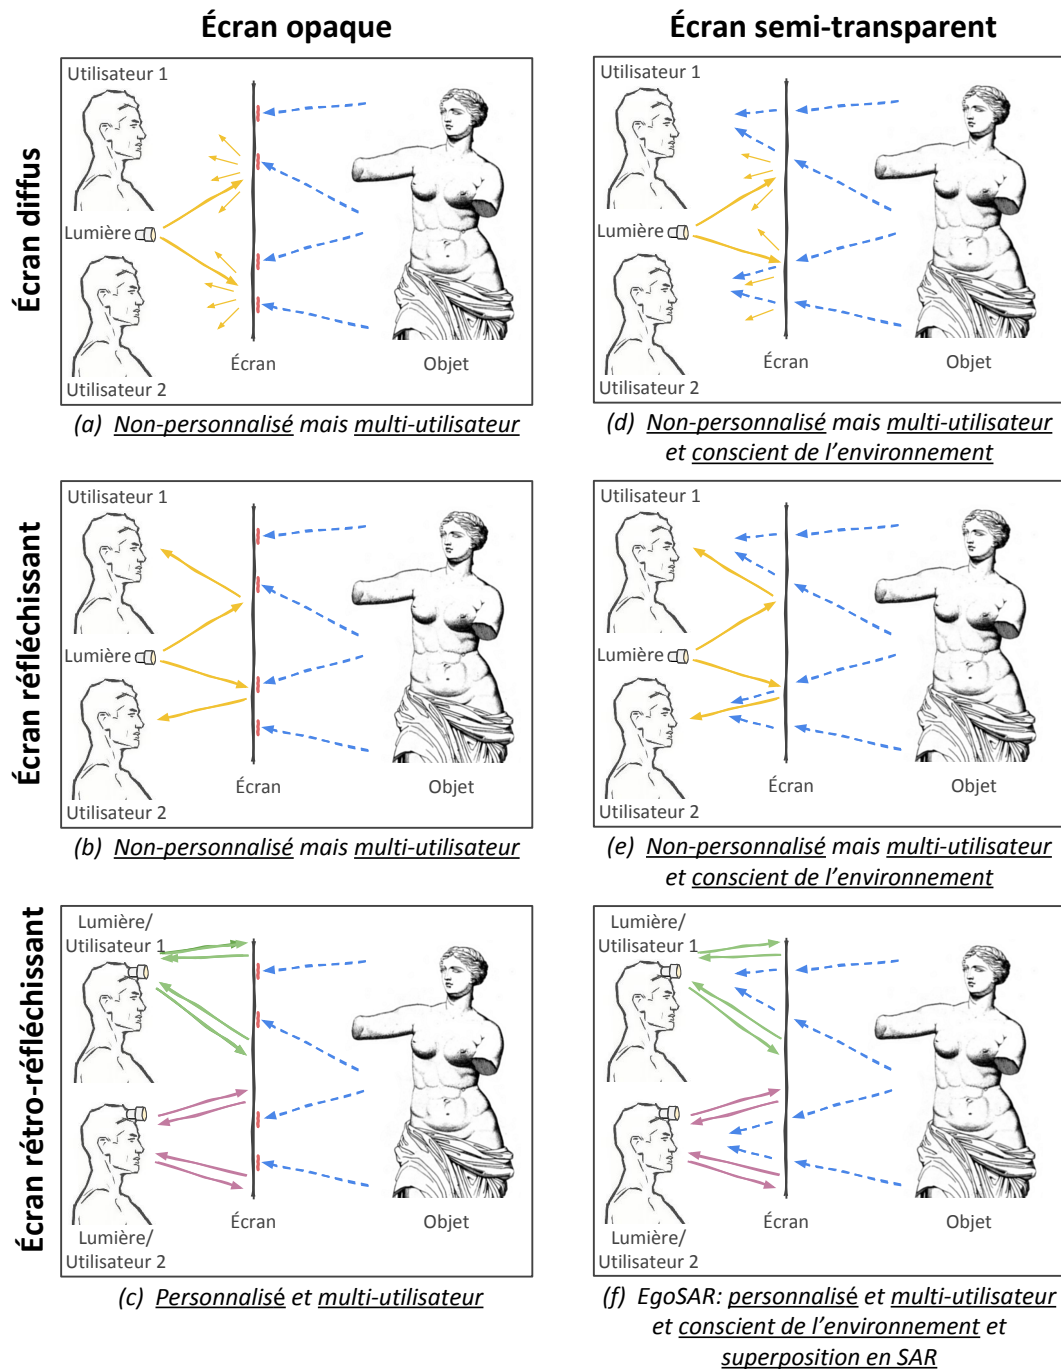 Écran opaque
Écran semi-transparent
Écran diffus
Utilisateur 1
Lumière
Utilisateur 2
Écran
Objet
(a) Non-personnalisé mais multi-utilisateur
Utilisateur 1
Lumière
Utilisateur 2
Écran
Objet
(d) Non-personnalisé mais multi-utilisateur
et conscient de l'environnement
Écran réfléchissant
Utilisateur 1
Lumière
Utilisateur 2
Écran
Objet
(b) Non-personnalisé mais multi-utilisateur
Utilisateur 1
Lumière
Utilisateur 2
Écran
Objet
(e) Non-personnalisé mais multi-utilisateur
et conscient de l'environnement
Écran rétro-réfléchissant
Lumière/
Utilisateur 1
Écran
Objet
Lumière/
Utilisateur 2
(c) Personnalisé et multi-utilisateur
Lumière/
Utilisateur 1
Écran
Objet
Lumière/
Utilisateur 2
(f) EgoSAR: personnalisé et multi-utilisateur
et conscient de l'environnement et
superposition en SAR